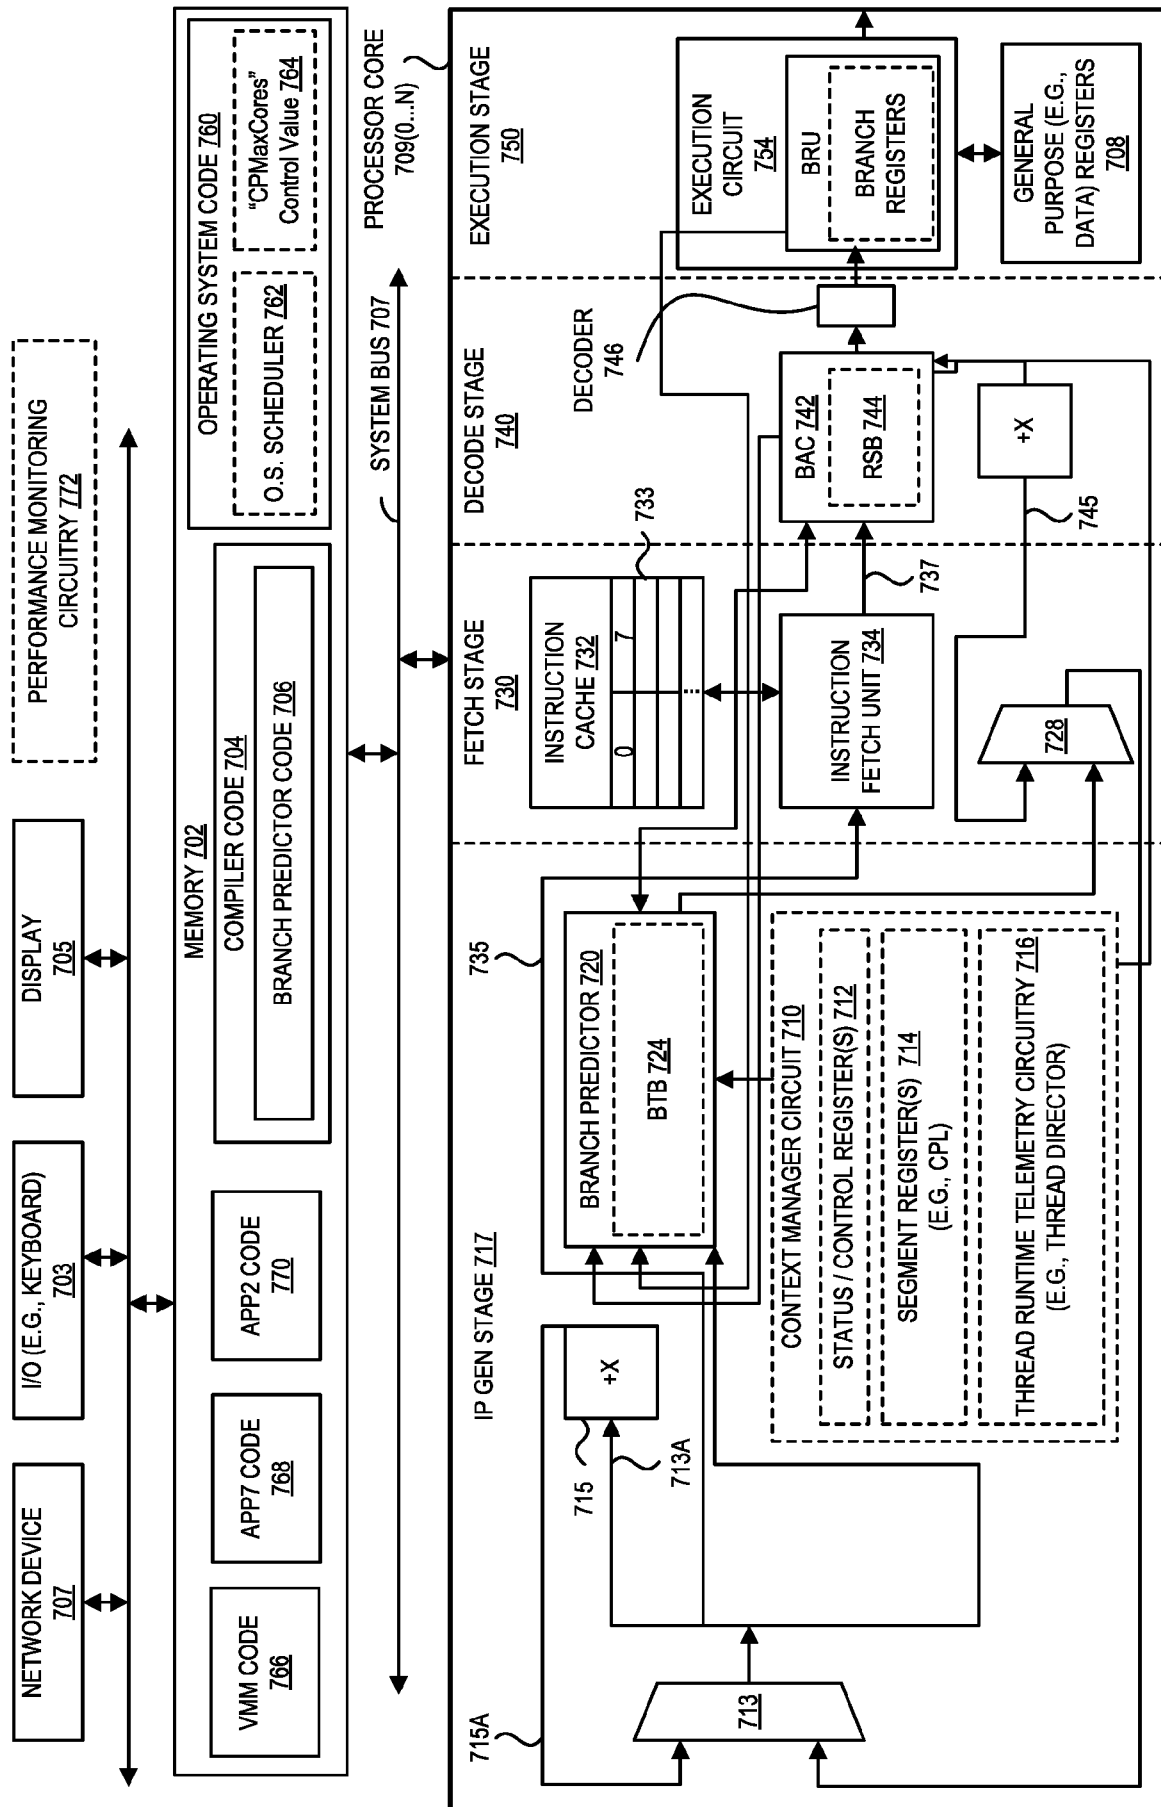 NETWORK DEVICE
707
I/O (E.G., KEYBOARD)
703
DISPLAY
705
PERFORMANCE MONITORING
CIRCUITRY 772
MEMORY 702
VMM CODE
766
APP7 CODE
768
APP2 CODE
770
COMPILER CODE 704
BRANCH PREDICTOR CODE 706
OPERATING SYSTEM CODE 760
O.S. SCHEDULER 762
“CPMaxCores”
Control Value 764
SYSTEM BUS 707
PROCESSOR CORE
709(0...N)
IP GEN STAGE 717
FETCH STAGE
730
DECODE STAGE
740
EXECUTION STAGE
750
715A
713
+X
715
713A
735
BRANCH PREDICTOR 720
BTB 724
CONTEXT MANAGER CIRCUIT 710
STATUS / CONTROL REGISTER(S) 712
SEGMENT REGISTER(S) 714
(E.G., CPL)
THREAD RUNTIME TELEMETRY CIRCUITRY 716
(E.G., THREAD DIRECTOR)
INSTRUCTION
CACHE 732
0 7
...
733
INSTRUCTION
FETCH UNIT 734
737
728
BAC 742
RSB 744
+X
745
DECODER
746
EXECUTION
CIRCUIT
754
BRU
BRANCH
REGISTERS
GENERAL
PURPOSE (E.G.,
DATA) REGISTERS
708